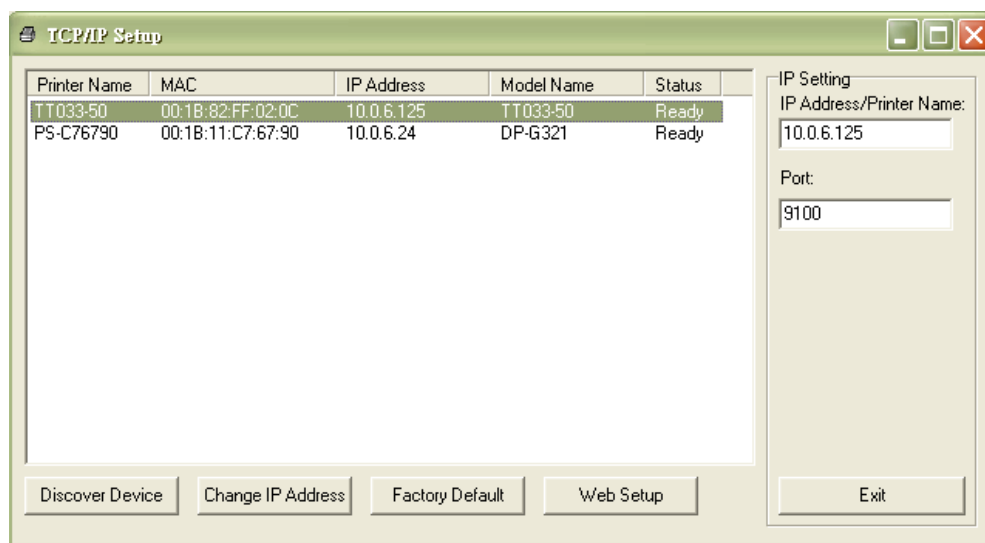 TCP/IP Setup
Printer Name MAC IP Address Model Name Status
TT033-50 00:1B:82:FF:02:0C 10.0.6.125 TT033-50 Ready
PS-C76790 00:1B:11:C7:67:90 10.0.6.24 DP-G321 Ready
IP Setting
IP Address/Printer Name:
10.0.6.125
Port:
9100
Discover Device Change IP Address Factory Default Web Setup Exit